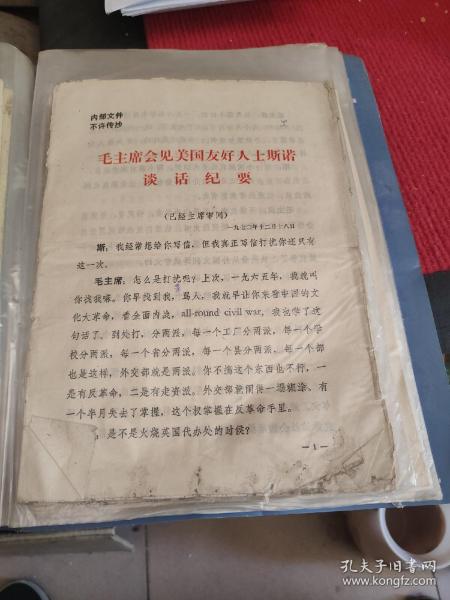 内部文件
不许传抄
毛主席会见美国友好人士斯诺
谈话纪要
(已经主席审阅)
一九七〇年十二月十八日
斯:我经常想给你写信,但我真正写信打扰你还只有
这一次。
毛主席:怎么是打扰呢?上次,一九六五年,我就叫
你找我嘛。你早找到我,骂人,我就早让你来看中国的文
化大革命,看全面内战,all-round civil war,我也学了这
句话了。到处打,分两派,每一个工厂分两派,每一个学
校分两派,每一个省分两派,每一个县分两派,每一个部
也是这样,外交部就是两派。你不搞这个东西也不行,一
是有反革命,二是有走资派。外交部就闹得一塌糊涂、有
一个半月失去了掌握,这个权掌握在反革命手里。
:是不是火烧英国代办处的时侯?
—1—
孔夫子旧书网
www.kongfz.com